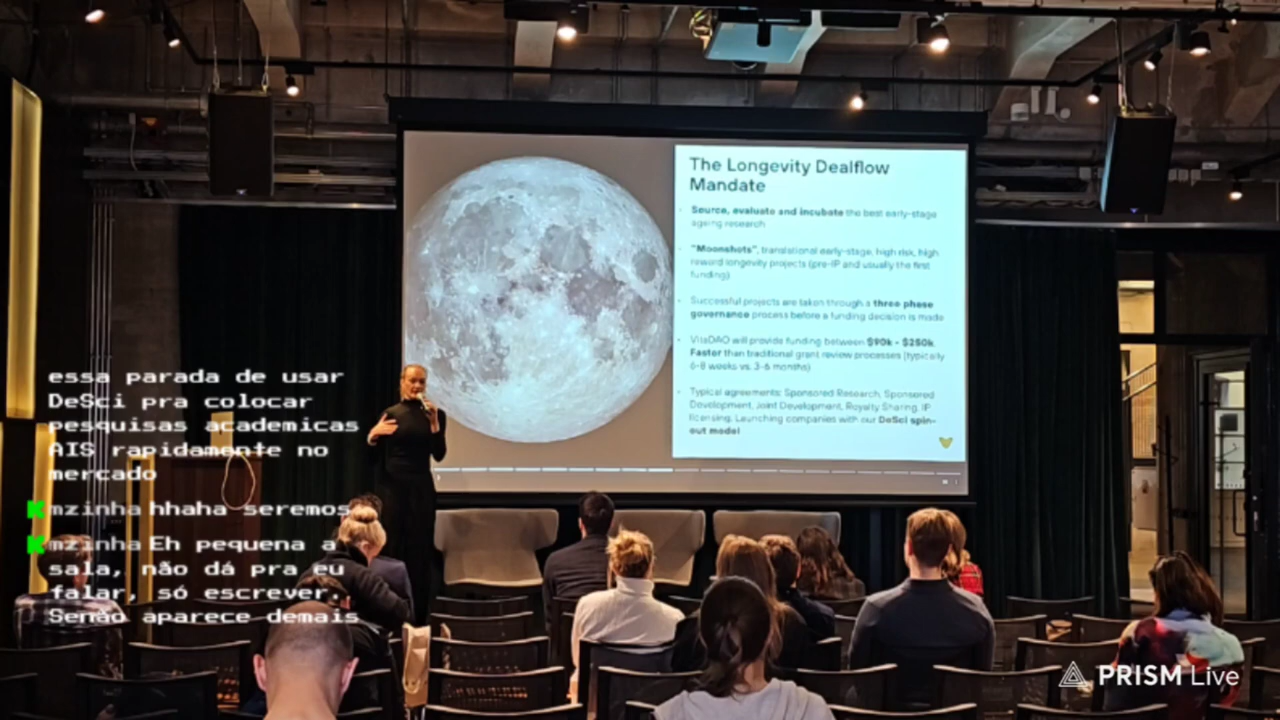 The Longevity Dealflow
Mandate
Source, evaluate and incubate the best early-stage
ageing research
"Moonshots", translational early-stage, high risk, high
reward longevity projects (pre-IP and usually the first
funding)
Successful projects are taken through a three phase
governance process before a funding decision is made
VitaDAO will provide funding between $90k - $250k.
Faster than traditional grant review processes (typically
6-8 weeks vs. 3-6 months)
Typical agreements: Sponsored Research, Sponsored
Development, Joint Development, Royalty Sharing, IP
licensing, Launching companies with our DeSci spin-
out model
essa parada de usar
DeSci pra colocar
pesquisas academicas
AIS rapidamente no
mercado
mzinha hhaha seremos
mzinha Eh pequena a
sala, não dá pra eu
falar, só escrever.
Senão aparece demais
PRISM Live